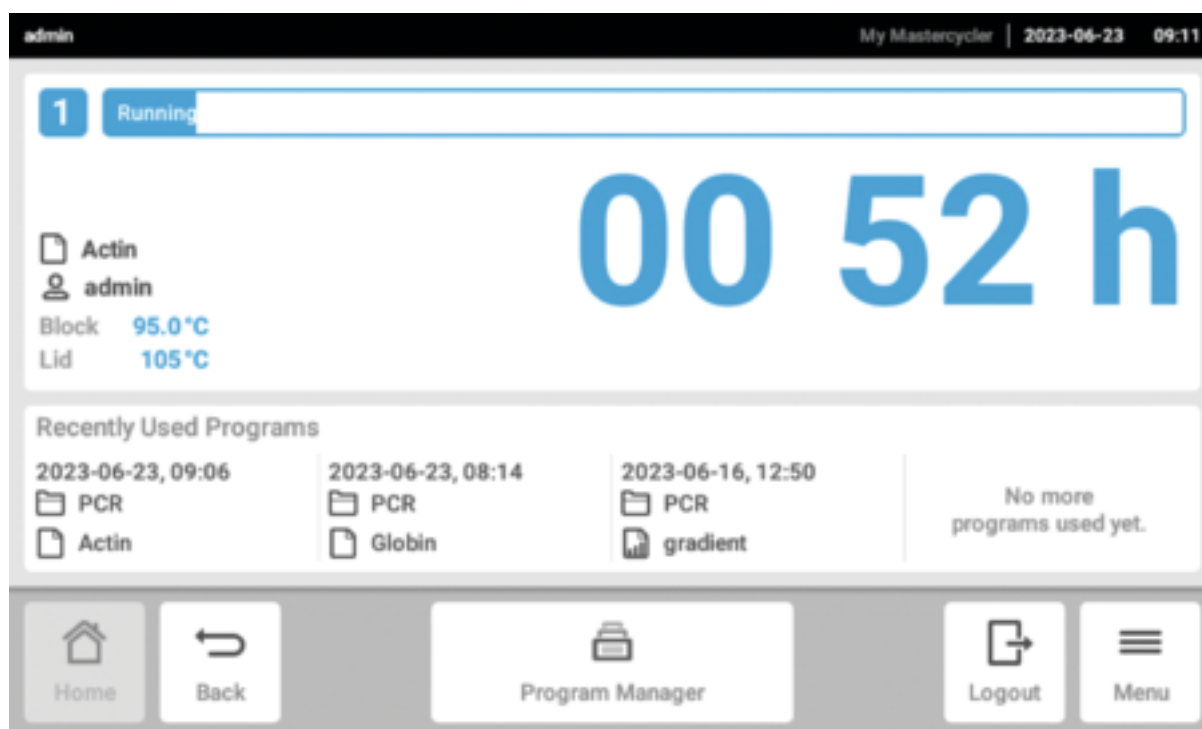 admin My Mastercycler 2023-06-23 09:11
1 Running
00 52 h
Actin
admin
Block 95.0°C
Lid 105°C
Recently Used Programs
2023-06-23, 09:06
PCR
Actin
2023-06-23, 08:14
PCR
Globin
2023-06-16, 12:50
PCR
gradient
No more
programs used yet.
Home
Back
Program Manager
Logout
Menu